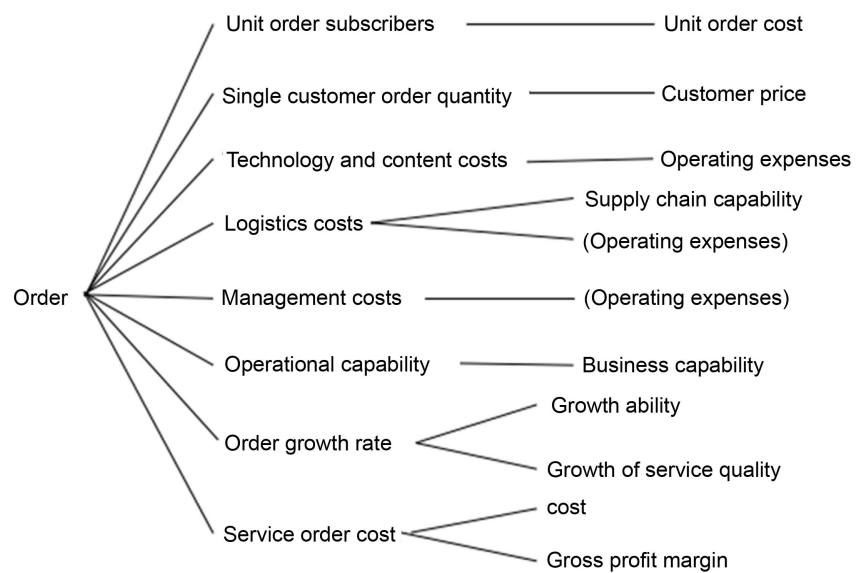 Unit order subscribers
Unit order cost
Single customer order quantity
Customer price
Technology and content costs
Operating expenses
Logistics costs
Supply chain capability
(Operating expenses)
Order
Management costs
(Operating expenses)
Operational capability
Business capability
Order growth rate
Growth ability
Growth of service quality
Service order cost
cost
Gross profit margin